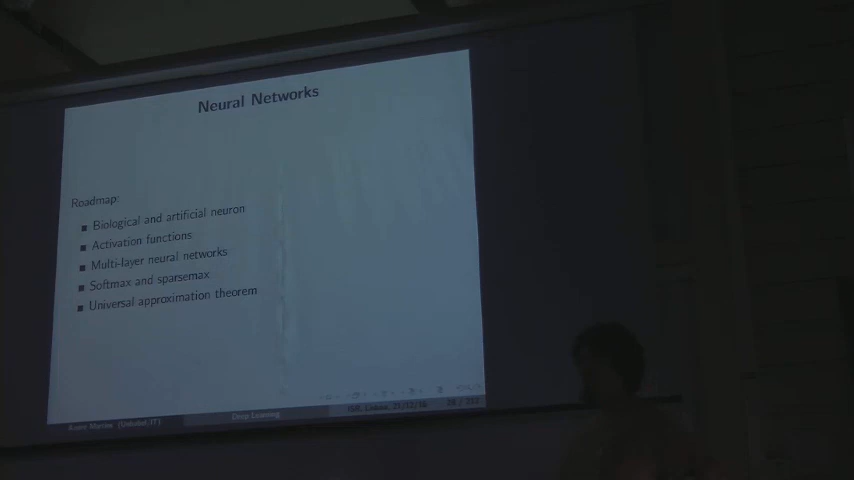 Neural Networks
Roadmap:
Biological and artificial neuron
Activation functions
Multi-layer neural networks
Softmax and sparsemax
Universal approximation theorem
Deep Learning